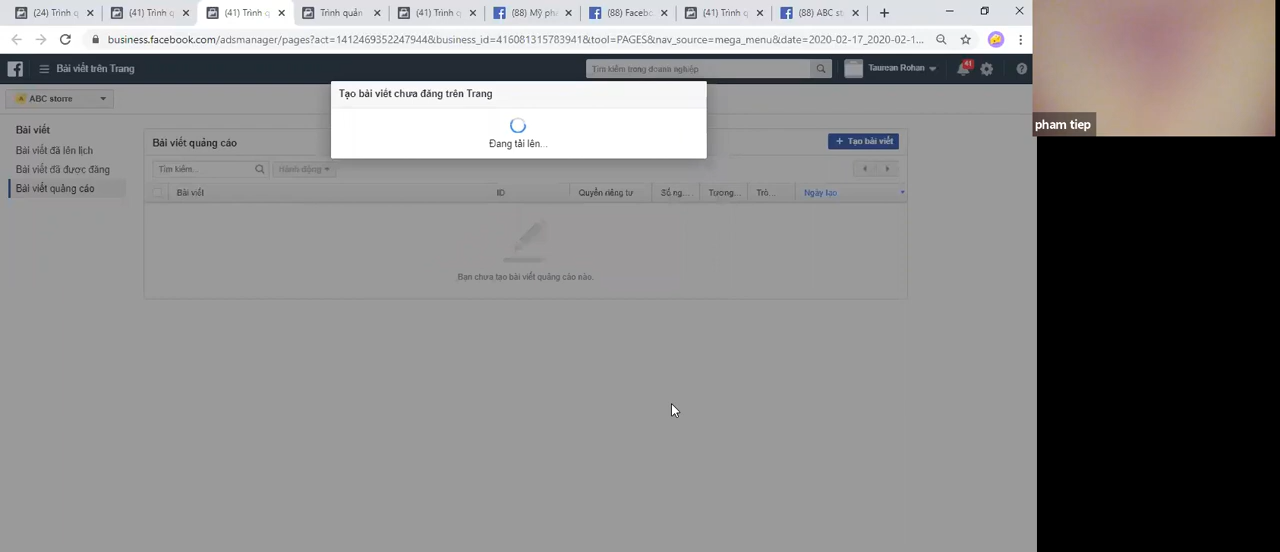 (24) Trình q
(41) Trình q
(41) Trình q
Trình quản
(41) Trình q
(88) Mỹ ph
(88) Faceb
(41) Trình q
(88) ABC st
business.facebook.com/adsmanager/pages?act=1412469352247944&business_id=416081315783941&tool=PAGES&nav_source=mega_menu&date=2020-02-17_2020-02-1...
Bài viết trên Trang
Tìm kiếm trong doanh nghiệp
Taurean Rohan
41
ABC storre
Tạo bài viết chưa đăng trên Trang
Đang tải lên...
pham tiep
Bài viết
Bài viết đã lên lịch
Bài viết đã được đăng
Bài viết quảng cáo
Bài viết quảng cáo
+ Tạo bài viết
Tìm kiếm...
Hành động
Bài viết
ID
Quyền riêng tư
Số ng...
Tương...
Trò...
Ngày tạo
Bạn chưa tạo bài viết quảng cáo nào.